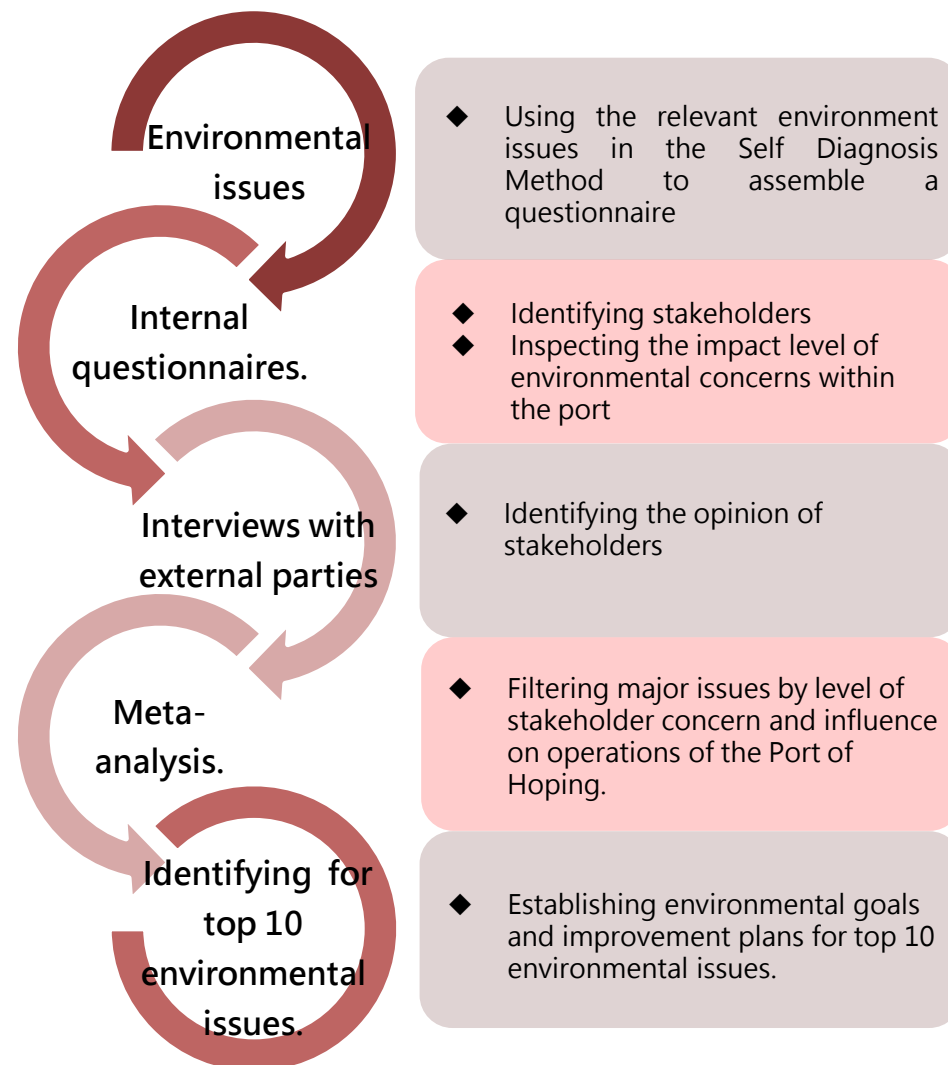 Environmental
issues
◆ Using the relevant environment
issues in the Self Diagnosis
Method to assemble a
questionnaire
Internal
questionnaires.
◆ Identifying stakeholders
◆ Inspecting the impact level of
environmental concerns within
the port
Interviews with
external parties
◆ Identifying the opinion of
stakeholders
Meta-
analysis.
◆ Filtering major issues by level of
stakeholder concern and influence
on operations of the Port of
Hoping.
Identifying for
top 10
environmental
issues.
◆ Establishing environmental goals
and improvement plans for top 10
environmental issues.